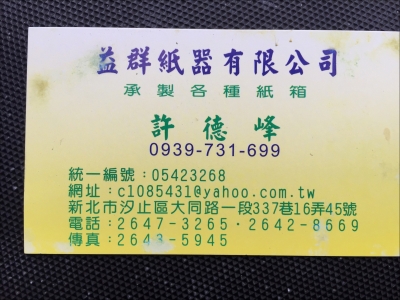 益群紙器有限公司
承製各種紙箱
許德峰
0939-731-699
統一編號：05423268
網址：c1085431@yahoo.com.tw
新北市汐止區大同路一段337巷16弄45號
電話：2647-3265．2642-8669
傳真：2643-5945